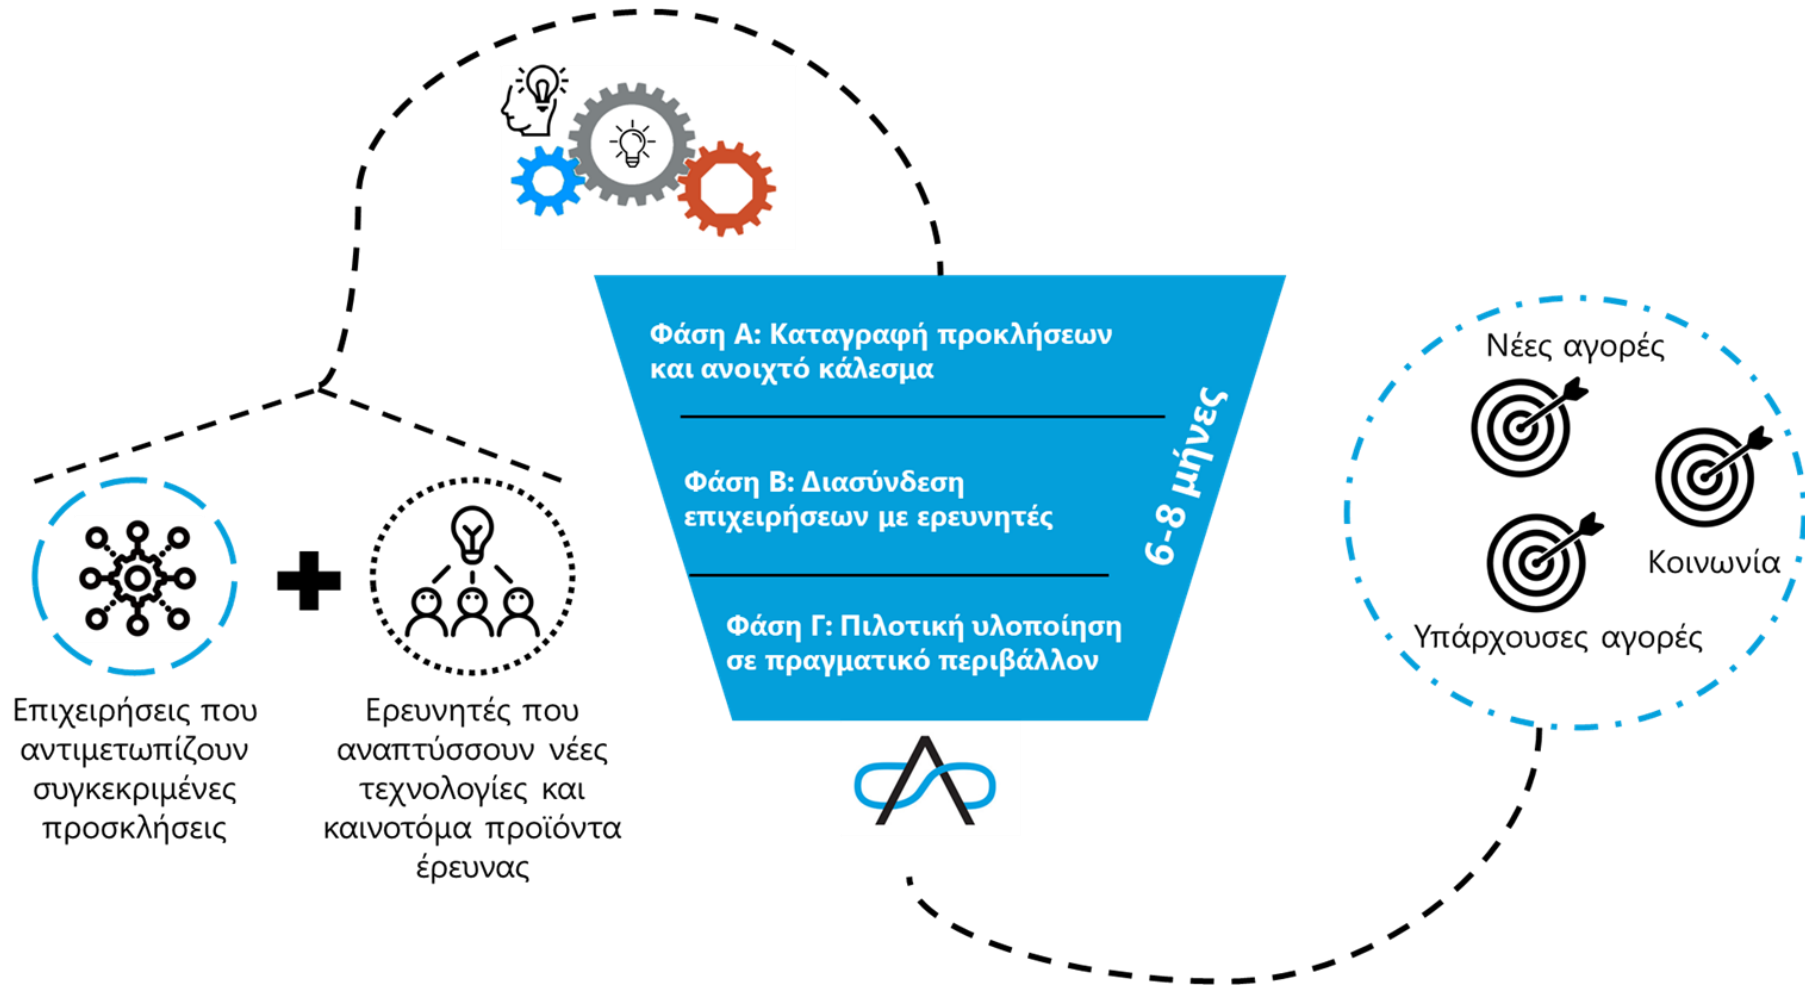 Φάση Α: Καταγραφή προκλήσεων
και ανοιχτό κάλεσμα
Φάση Β: Διασύνδεση
επιχειρήσεων με ερευνητές
Φάση Γ: Πιλοτική υλοποίηση
σε πραγματικό περιβάλλον
6-8 μήνες
Επιχειρήσεις που
αντιμετωπίζουν
συγκεκριμένες
προσκλήσεις
Ερευνητές που
αναπτύσσουν νέες
τεχνολογίες και
καινοτόμα προϊόντα
έρευνας
Νέες αγορές
Κοινωνία
Υπάρχουσες αγορές